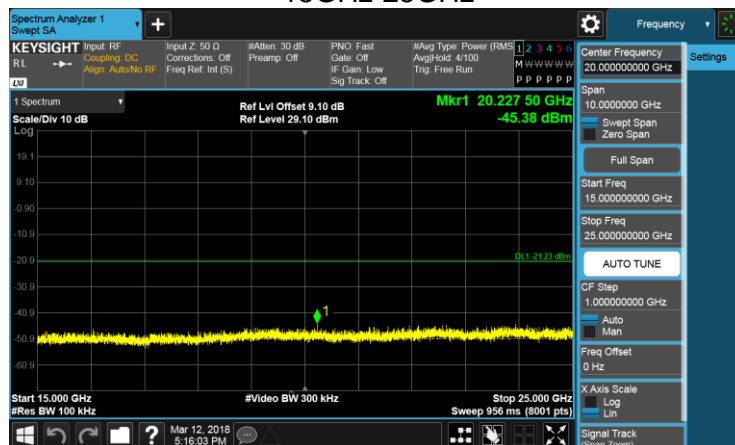 Spectrum Analyzer 1
Swept SA
Frequency
KEYSIGHT
RL
LXI
Input: RF
Coupling: DC
Align: Auto/No RF
Input Z: 50 Ω
Corrections: Off
Freq Ref: Int (S)
#Atten: 30 dB
Preamp: Off
PNO: Fast
Gate: Off
IF Gain: Low
Sig Track: Off
#Avg Type: Power (RMS
Avg|Hold: 4/100
Trig: Free Run
1 2 3 4 5 6
M W W W W W
P P P P P P
1 Spectrum
Scale/Div 10 dB
Log
Ref Lvl Offset 9.10 dB
Ref Level 29.10 dBm
Mkr1 20.227 50 GHz
-45.38 dBm
19.1
9.10
-0.90
-10.9
-20.9
-30.9
-40.9
-50.9
-60.9
DL1 -21.23 dBm
1
Start 15.000 GHz
#Res BW 100 kHz
#Video BW 300 kHz
Stop 25.000 GHz
Sweep 956 ms (8001 pts)
Center Frequency
20.000000000 GHz
Settings
Span
10.0000000 GHz
Swept Span
Zero Span
Full Span
Start Freq
15.000000000 GHz
Stop Freq
25.000000000 GHz
AUTO TUNE
CF Step
1.000000000 GHz
Auto
Man
Freq Offset
0 Hz
X Axis Scale
Log
Lin
Signal Track
(Span Zoom)
Mar 12, 2018
5:16:03 PM